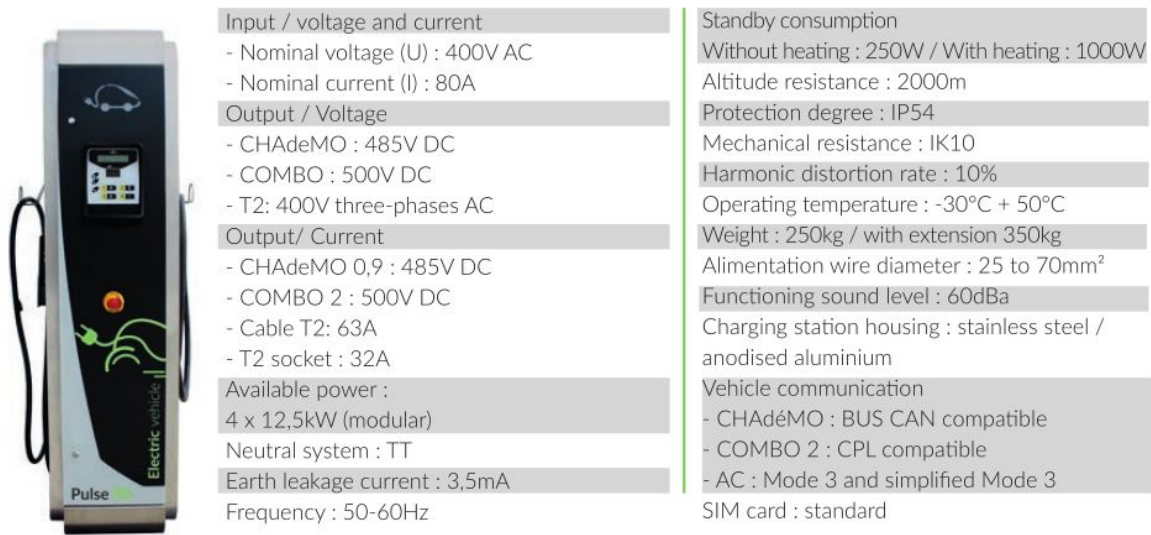 Input / voltage and current
- Nominal voltage (U) : 400V AC
- Nominal current (I) : 80A
Output / Voltage
- CHAdeMO : 485V DC
- COMBO : 500V DC
- T2: 400V three-phases AC
Output/ Current
- CHAdeMO 0,9 : 485V DC
- COMBO 2 : 500V DC
- Cable T2: 63A
- T2 socket : 32A
Available power :
4 x 12,5kW (modular)
Neutral system : TT
Earth leakage current : 3,5mA
Frequency : 50-60Hz
Standby consumption
Without heating : 250W / With heating : 1000W
Altitude resistance : 2000m
Protection degree : IP54
Mechanical resistance : IK10
Harmonic distortion rate : 10%
Operating temperature : -30°C + 50°C
Weight : 250kg / with extension 350kg
Alimentation wire diameter : 25 to 70mm²
Functioning sound level : 60dBa
Charging station housing : stainless steel /
anodised aluminium
Vehicle communication
- CHAdéMO : BUS CAN compatible
- COMBO 2 : CPL compatible
- AC : Mode 3 and simplified Mode 3
SIM card : standard
Electric vehicle
Pulse 50